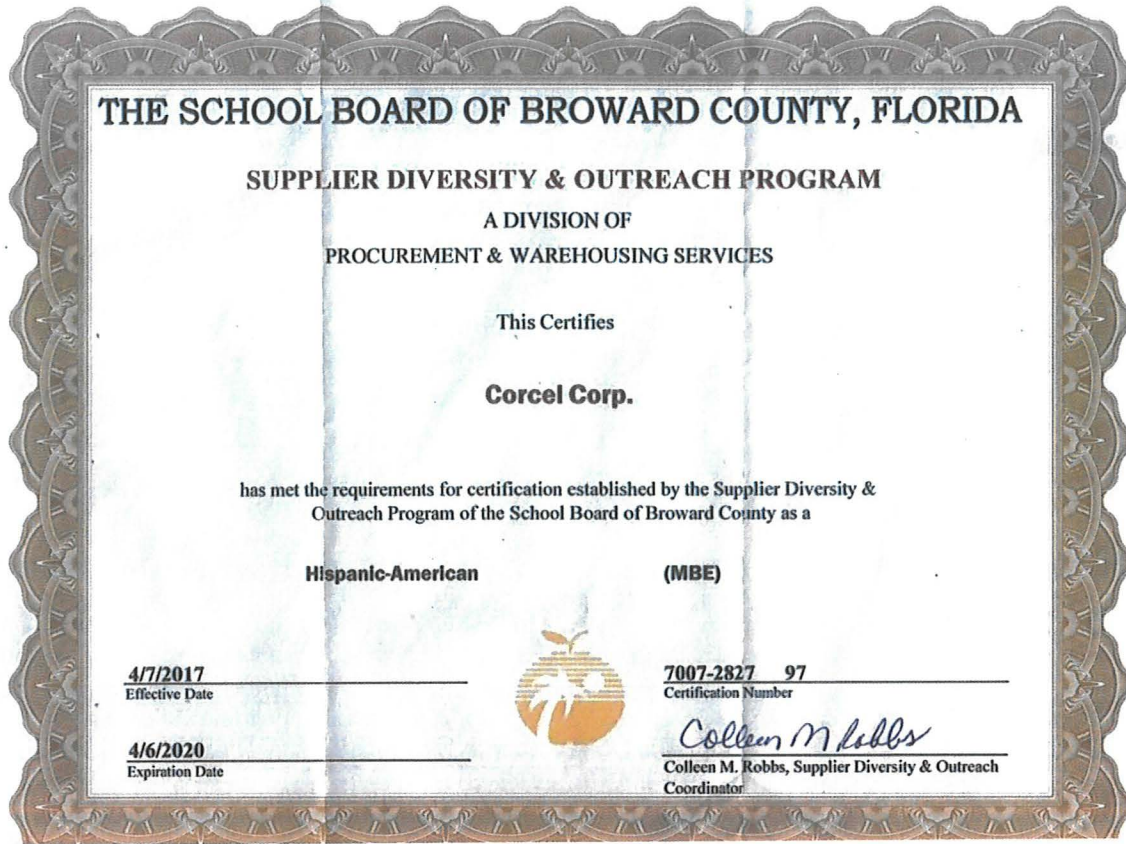 THE SCHOOL BOARD OF BROWARD COUNTY, FLORIDA
SUPPLIER DIVERSITY & OUTREACH PROGRAM
A DIVISION OF
PROCUREMENT & WAREHOUSING SERVICES
This Certifies
Corcel Corp.
has met the requirements for certification established by the Supplier Diversity &
Outreach Program of the School Board of Broward County as a
Hispanic-American (MBE)
4/7/2017
Effective Date
7007-2827 97
Certification Number
Colleen M Robbs
4/6/2020
Expiration Date
Colleen M. Robbs, Supplier Diversity & Outreach
Coordinator